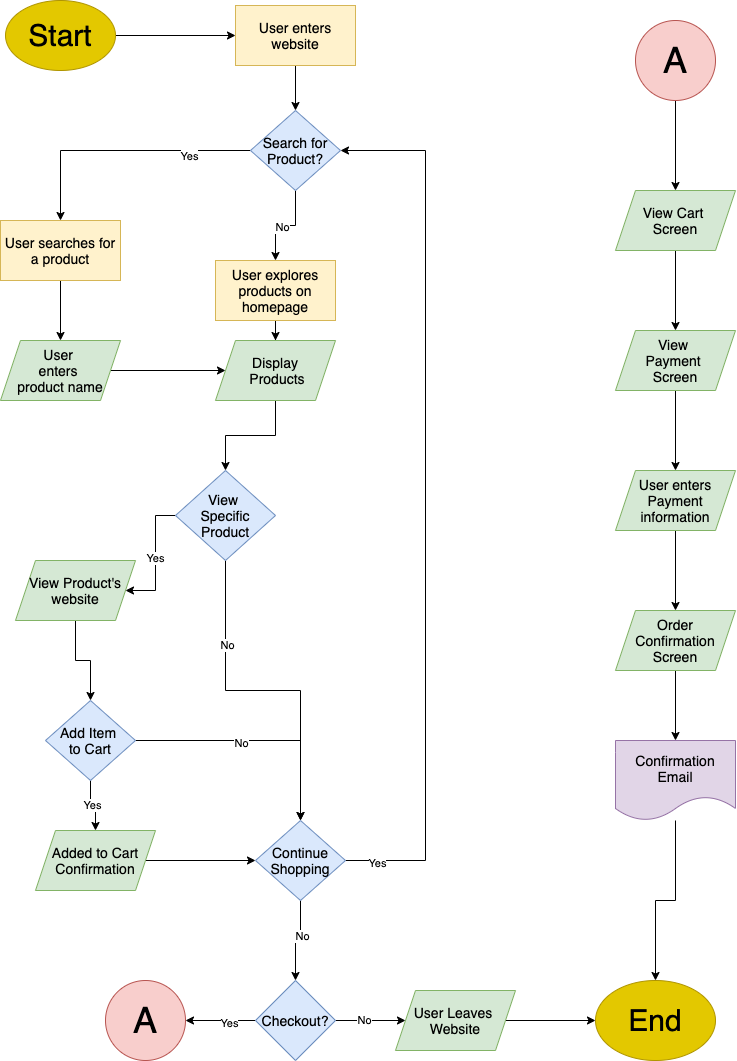 Start
User enters
website
Search for
Product?
Yes
No
User searches for
a product
User explores
products on
homepage
User
enters
product name
Display
Products
View
Specific
Product
Yes
No
View Product's
website
Add Item
to Cart
No
Yes
Added to Cart
Confirmation
Continue
Shopping
Yes
No
A
Yes
Checkout?
No
User Leaves
Website
End
A
View Cart
Screen
View
Payment
Screen
User enters
Payment
information
Order
Confirmation
Screen
Confirmation
Email